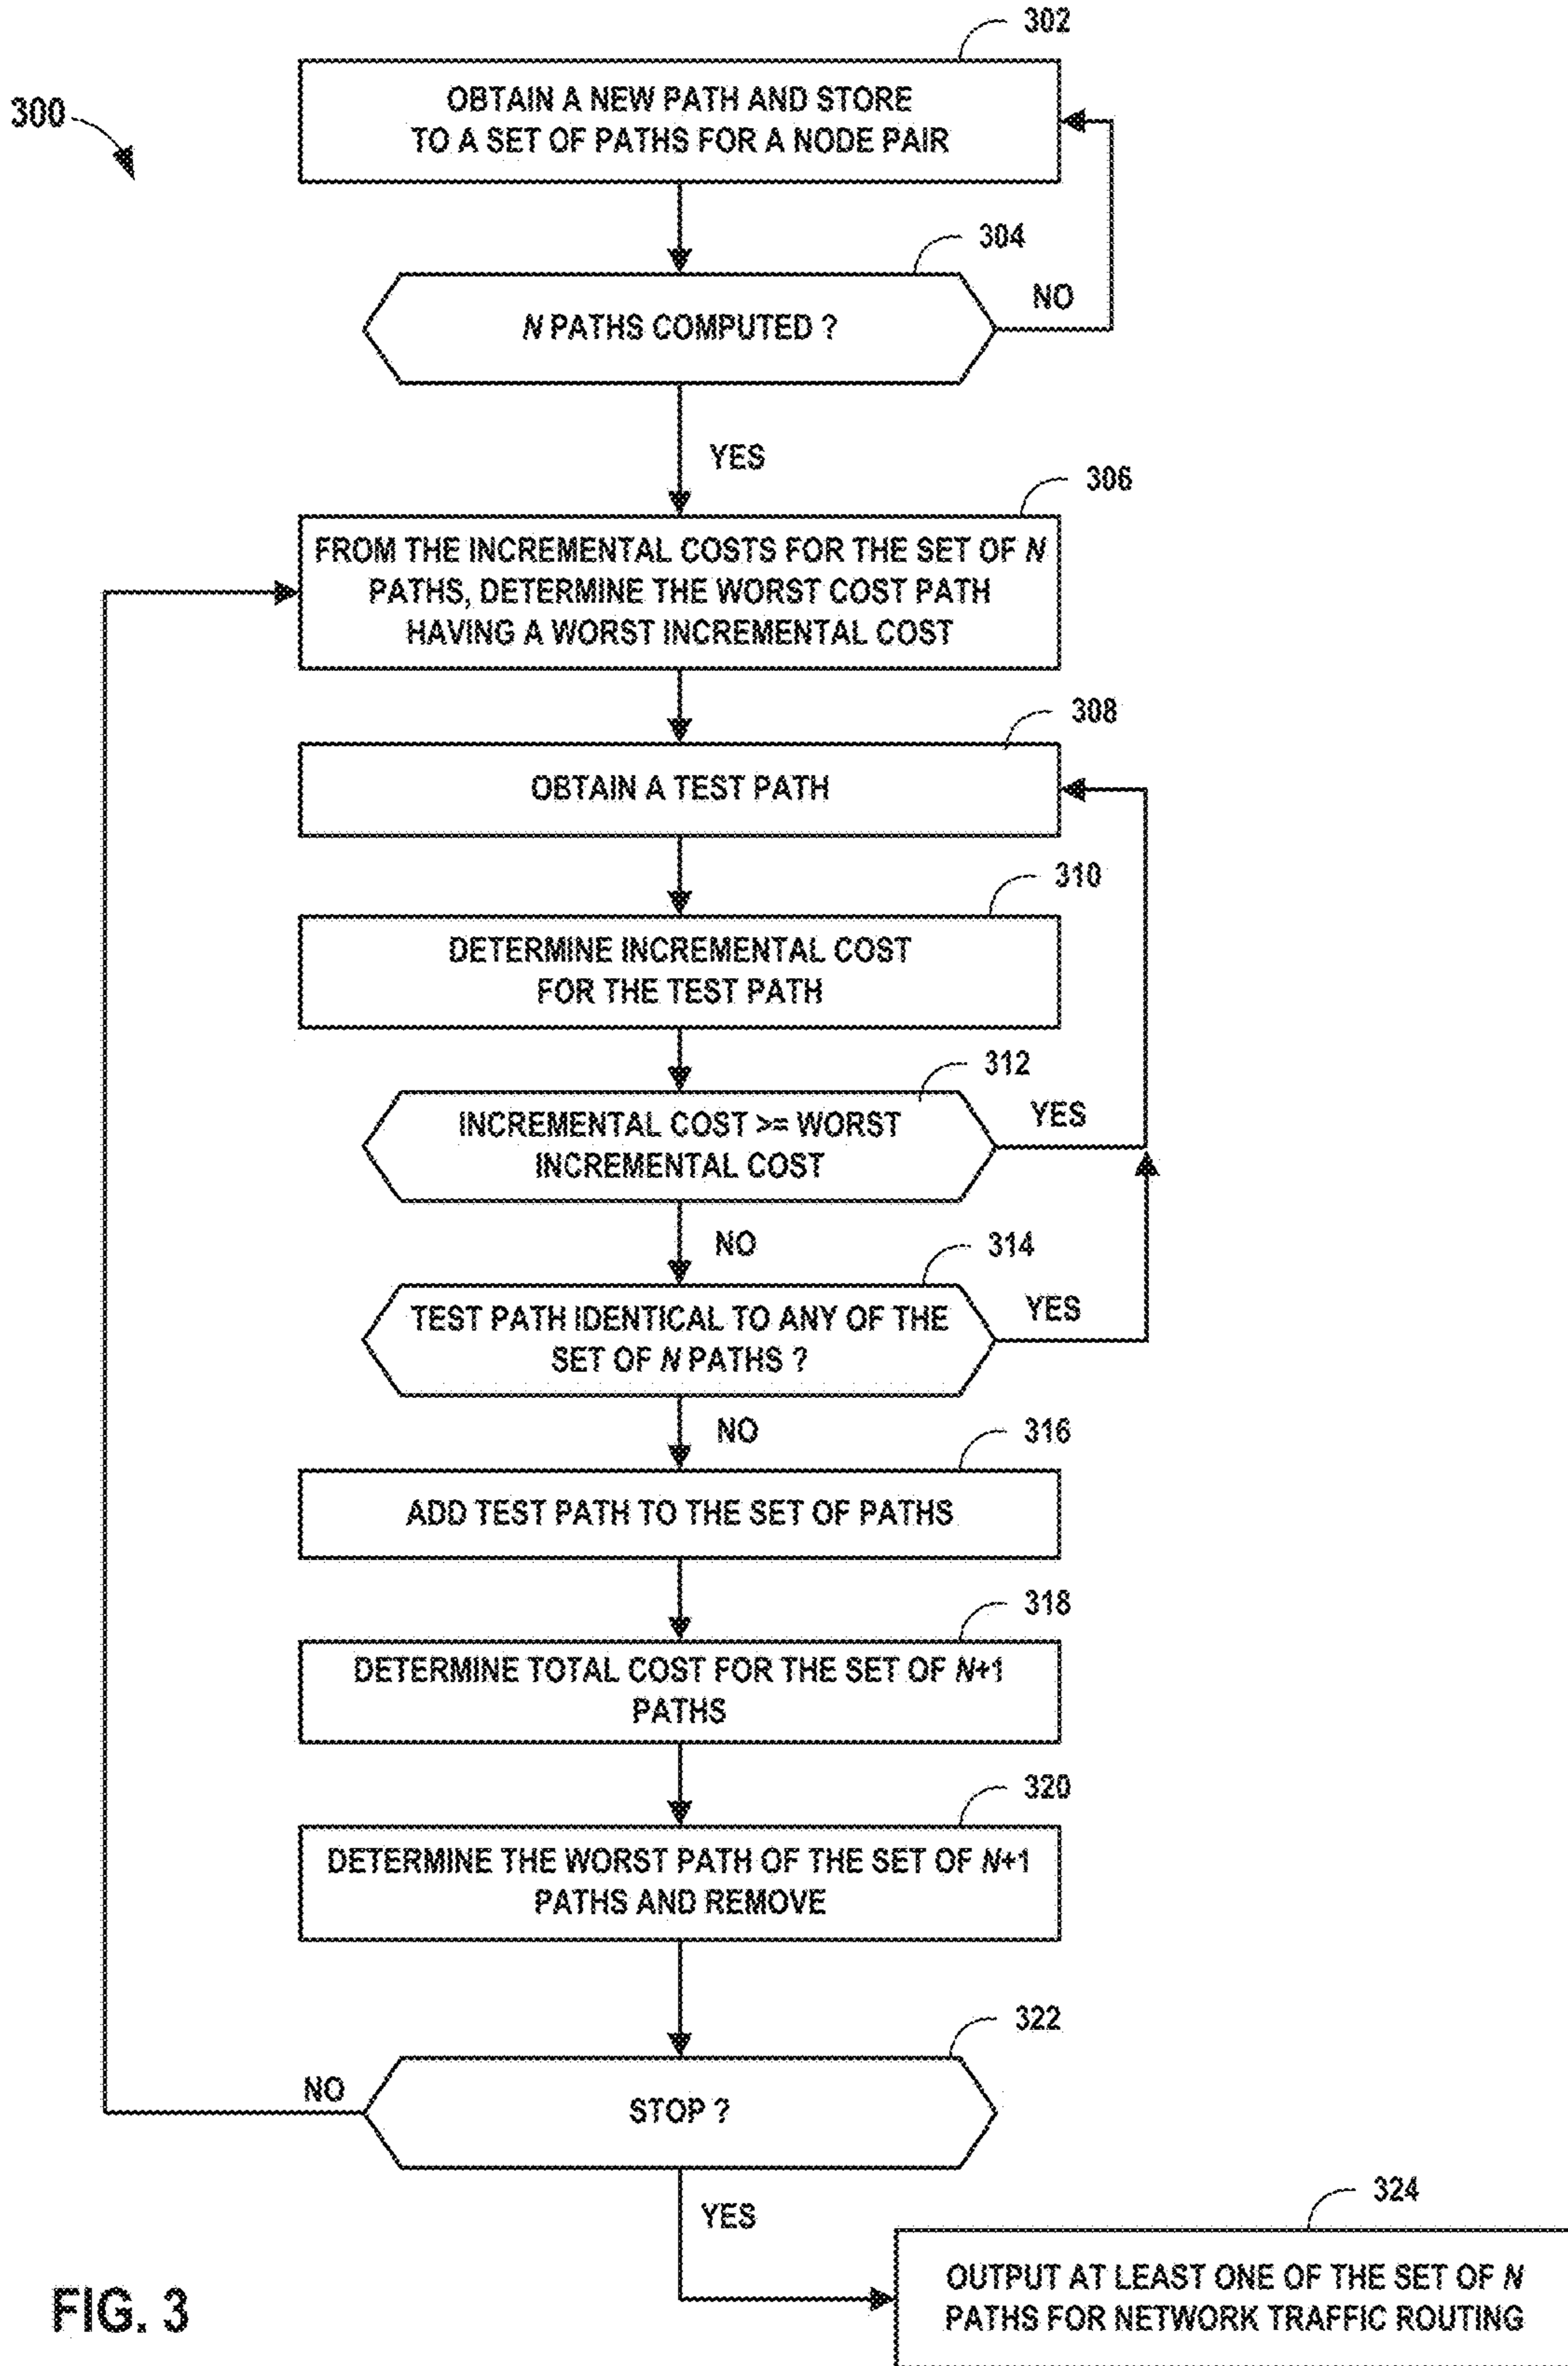 302
OBTAIN A NEW PATH AND STORE
TO A SET OF PATHS FOR A NODE PAIR
300
304
N PATHS COMPUTED ?
NO
YES
306
FROM THE INCREMENTAL COSTS FOR THE SET OF N
PATHS, DETERMINE THE WORST COST PATH
HAVING A WORST INCREMENTAL COST
308
OBTAIN A TEST PATH
310
DETERMINE INCREMENTAL COST
FOR THE TEST PATH
312
INCREMENTAL COST >= WORST
INCREMENTAL COST
YES
NO
314
TEST PATH IDENTICAL TO ANY OF THE
SET OF N PATHS ?
YES
NO
316
ADD TEST PATH TO THE SET OF PATHS
318
DETERMINE TOTAL COST FOR THE SET OF N+1
PATHS
320
DETERMINE THE WORST PATH OF THE SET OF N+1
PATHS AND REMOVE
322
STOP ?
NO
YES
324
OUTPUT AT LEAST ONE OF THE SET OF N
PATHS FOR NETWORK TRAFFIC ROUTING
FIG. 3